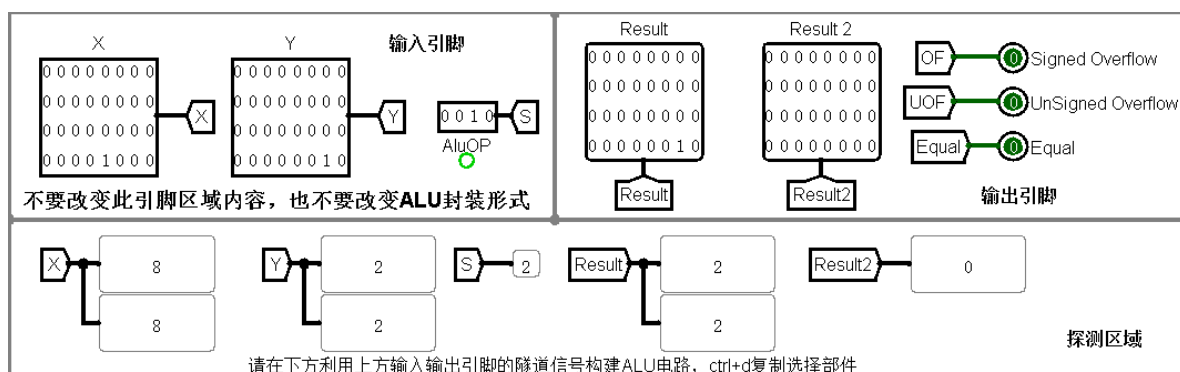 X
0 0 0 0 0 0 0 0
0 0 0 0 0 0 0 0
0 0 0 0 0 0 0 0
0 0 0 0 1 0 0 0
X
Y
0 0 0 0 0 0 0 0
0 0 0 0 0 0 0 0
0 0 0 0 0 0 0 0
0 0 0 0 0 0 1 0
Y
输入引脚
0 0 1 0
S
AluOP
不要改变此引脚区域内容，也不要改变ALU封装形式
Result
0 0 0 0 0 0 0 0
0 0 0 0 0 0 0 0
0 0 0 0 0 0 0 0
0 0 0 0 0 0 1 0
Result
Result 2
0 0 0 0 0 0 0 0
0 0 0 0 0 0 0 0
0 0 0 0 0 0 0 0
0 0 0 0 0 0 0 0
Result2
OF 0 Signed Overflow
UOF 0 UnSigned Overflow
Equal 0 Equal
输出引脚
X 8
8
Y 2
2
S 2
Result 2
2
Result2 0
探测区域
请在下方利用上方输入输出引脚的隧道信号构建ALU电路，ctrl+d复制选择部件